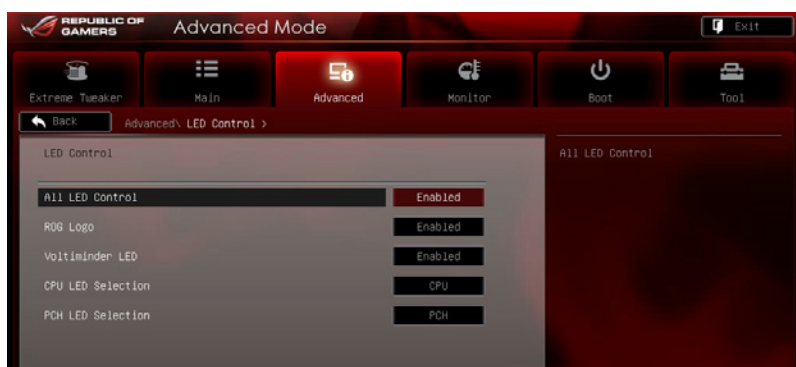 REPUBLIC OF
GAMERS
Advanced Mode
Exit
Extreme Tweaker
Main
Advanced
Monitor
Boot
Tool
Back
Advanced\ LED Control >
LED Control
All LED Control
All LED Control Enabled
ROG Logo Enabled
Voltiminder LED Enabled
CPU LED Selection CPU
PCH LED Selection PCH